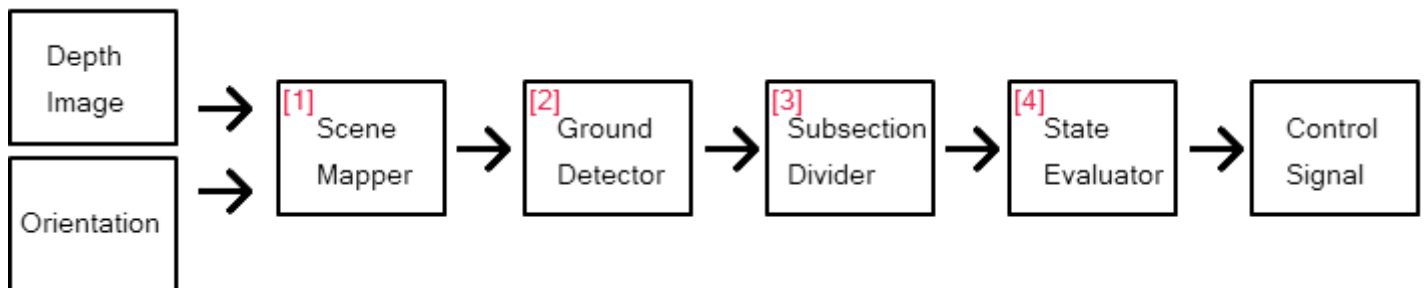 Depth
Image
Orientation
[1]
Scene
Mapper
[2]
Ground
Detector
[3]
Subsection
Divider
[4]
State
Evaluator
Control
Signal